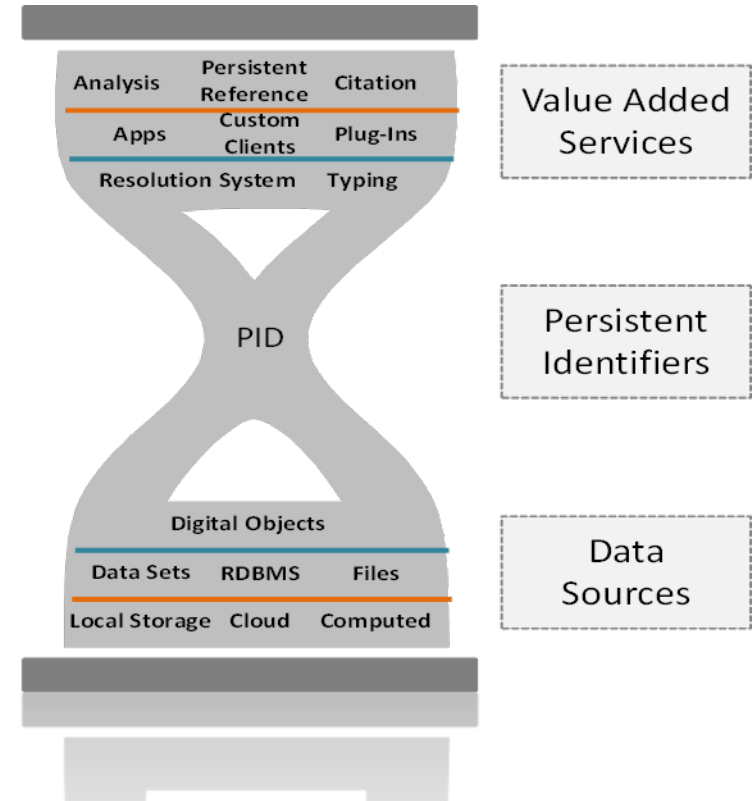 Analysis Persistent Reference Citation
Apps Custom Clients Plug-Ins
Resolution System Typing
Value Added
Services
PID
Persistent
Identifiers
Digital Objects
Data Sets RDBMS Files
Local Storage Cloud Computed
Data
Sources